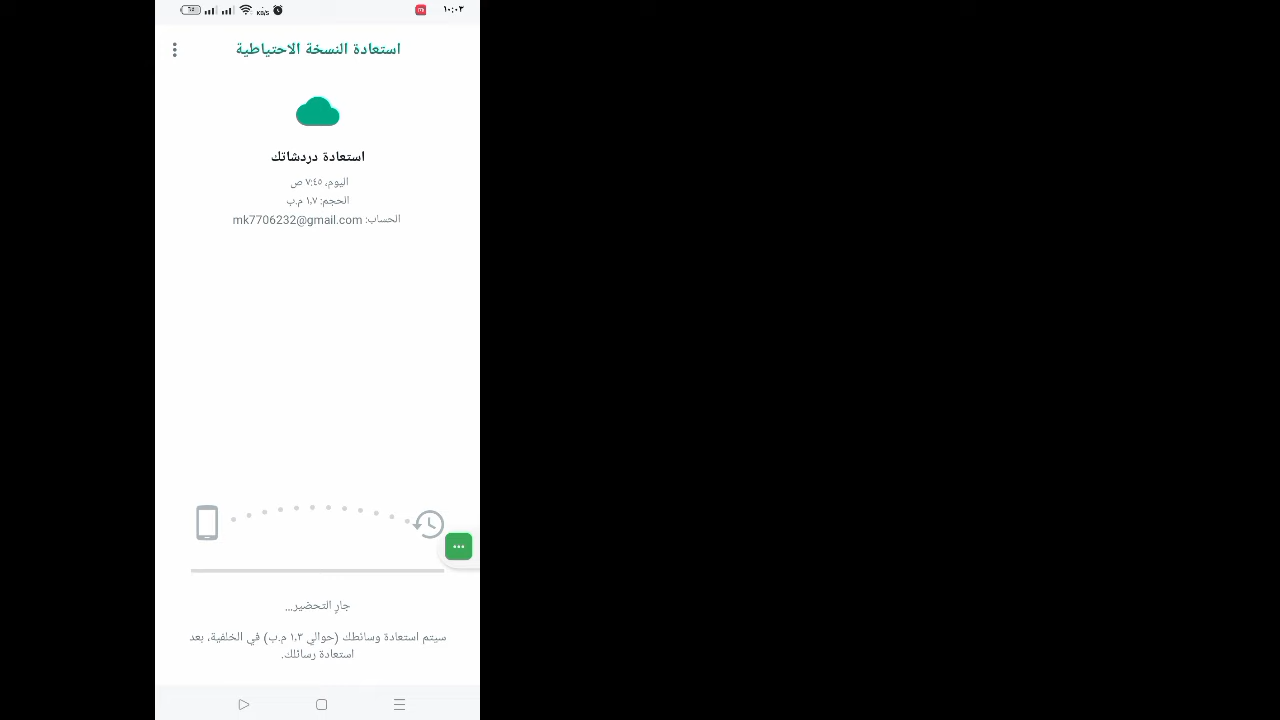 ١٠:٠٣
KB/S
استعادة النسخة الاحتياطية
استعادة دردشاتك
اليوم، ٧:٤٥ ص
الحجم: ١٫٧ م.ب
الحساب: mk7706232@gmail.com
جارٍ التحضير...
سيتم استعادة وسائطك (حوالي ١٫٣ م.ب) في الخلفية، بعد
استعادة رسائلك.